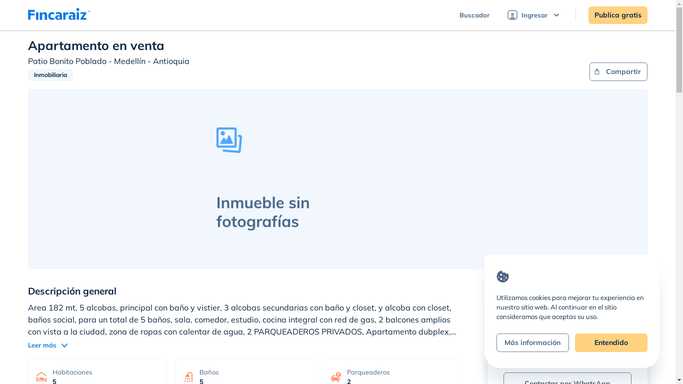 Fincaraiz
Buscador
Ingresar
Publica gratis
Apartamento en venta
Patio Bonito Poblado - Medellín - Antioquia
Inmobiliaria
Compartir
Inmueble sin
fotografías
Descripción general
Area 182 mt, 5 alcobas, principal con baño y vistier, 3 alcobas secundarias con baño y closet, y alcoba con closet,
baños social, para un total de 5 baños, sala, comedor, estudio, cocina integral con red de gas, 2 balcones amplios
con vista a la ciudad, zona de ropas con calentar de agua, 2 PARQUEADEROS PRIVADOS, Apartamento dubplex,...
Leer más
Habitaciones
5
Baños
5
Parqueaderos
2
Utilizamos cookies para mejorar tu experiencia en
nuestro sitio web. Al continuar en el sitio
consideramos que aceptas su uso.
Más información
Entendido
Contactar por WhatsApp